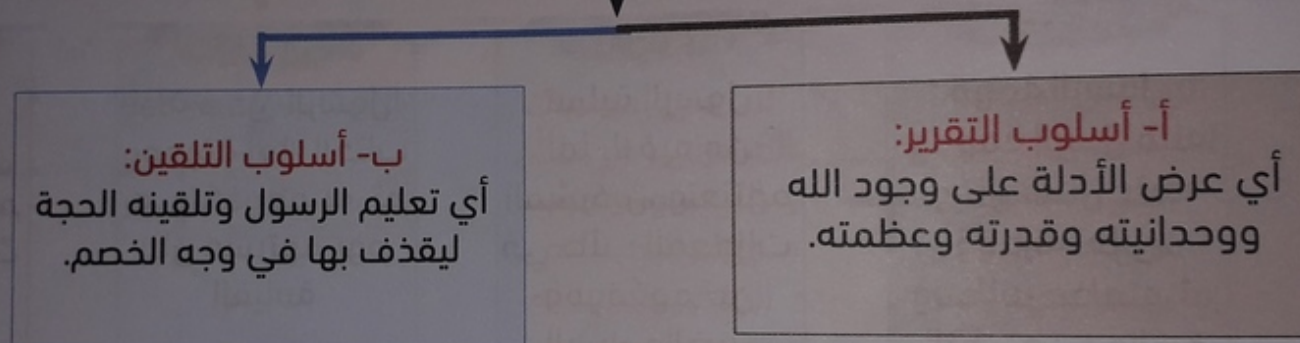 أ- أسلوب التقرير:
أي عرض الأدلة على وجود الله
ووحدانيته وقدرته وعظمته.
ب- أسلوب التلقين:
أي تعليم الرسول وتلقينه الحجة
ليقذف بها في وجه الخصم.